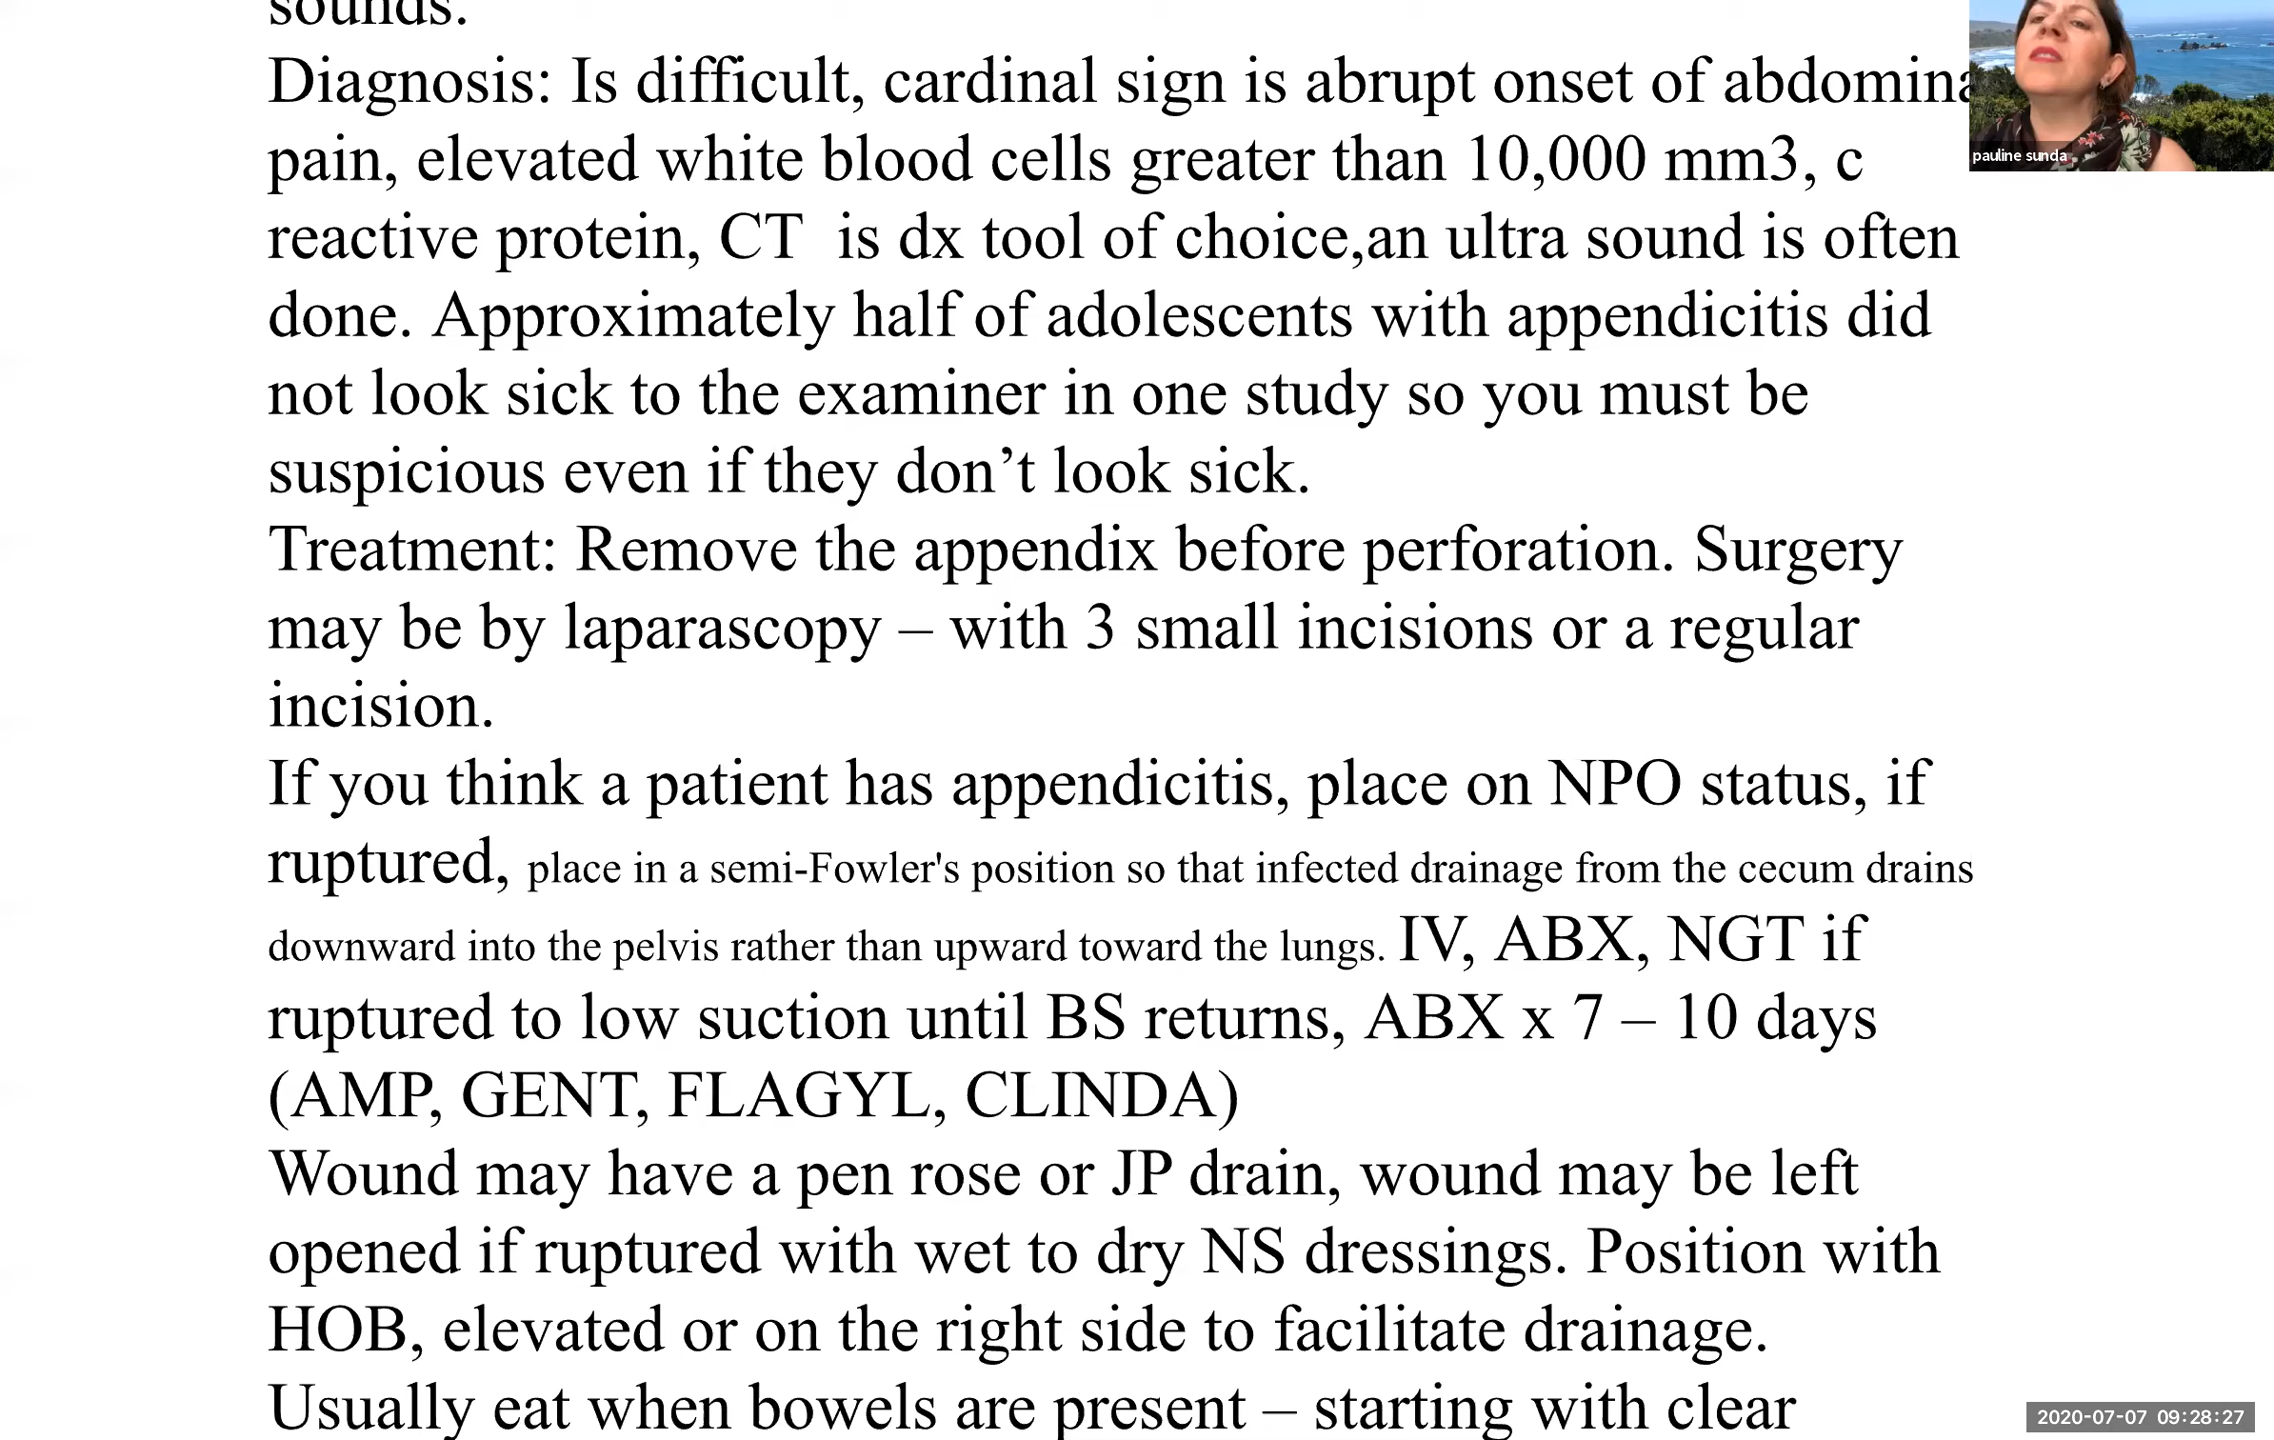 sounds.
Diagnosis: Is difficult, cardinal sign is abrupt onset of abdomina
pain, elevated white blood cells greater than 10,000 mm3, c
reactive protein, CT  is dx tool of choice,an ultra sound is often
done. Approximately half of adolescents with appendicitis did
not look sick to the examiner in one study so you must be
suspicious even if they don’t look sick.
Treatment: Remove the appendix before perforation. Surgery
may be by laparascopy – with 3 small incisions or a regular
incision.
If you think a patient has appendicitis, place on NPO status, if
ruptured, place in a semi-Fowler's position so that infected drainage from the cecum drains
downward into the pelvis rather than upward toward the lungs. IV, ABX, NGT if
ruptured to low suction until BS returns, ABX x 7 – 10 days
(AMP, GENT, FLAGYL, CLINDA)
Wound may have a pen rose or JP drain, wound may be left
opened if ruptured with wet to dry NS dressings. Position with
HOB, elevated or on the right side to facilitate drainage.
Usually eat when bowels are present – starting with clear
pauline sunda
2020-07-07 09:28:27